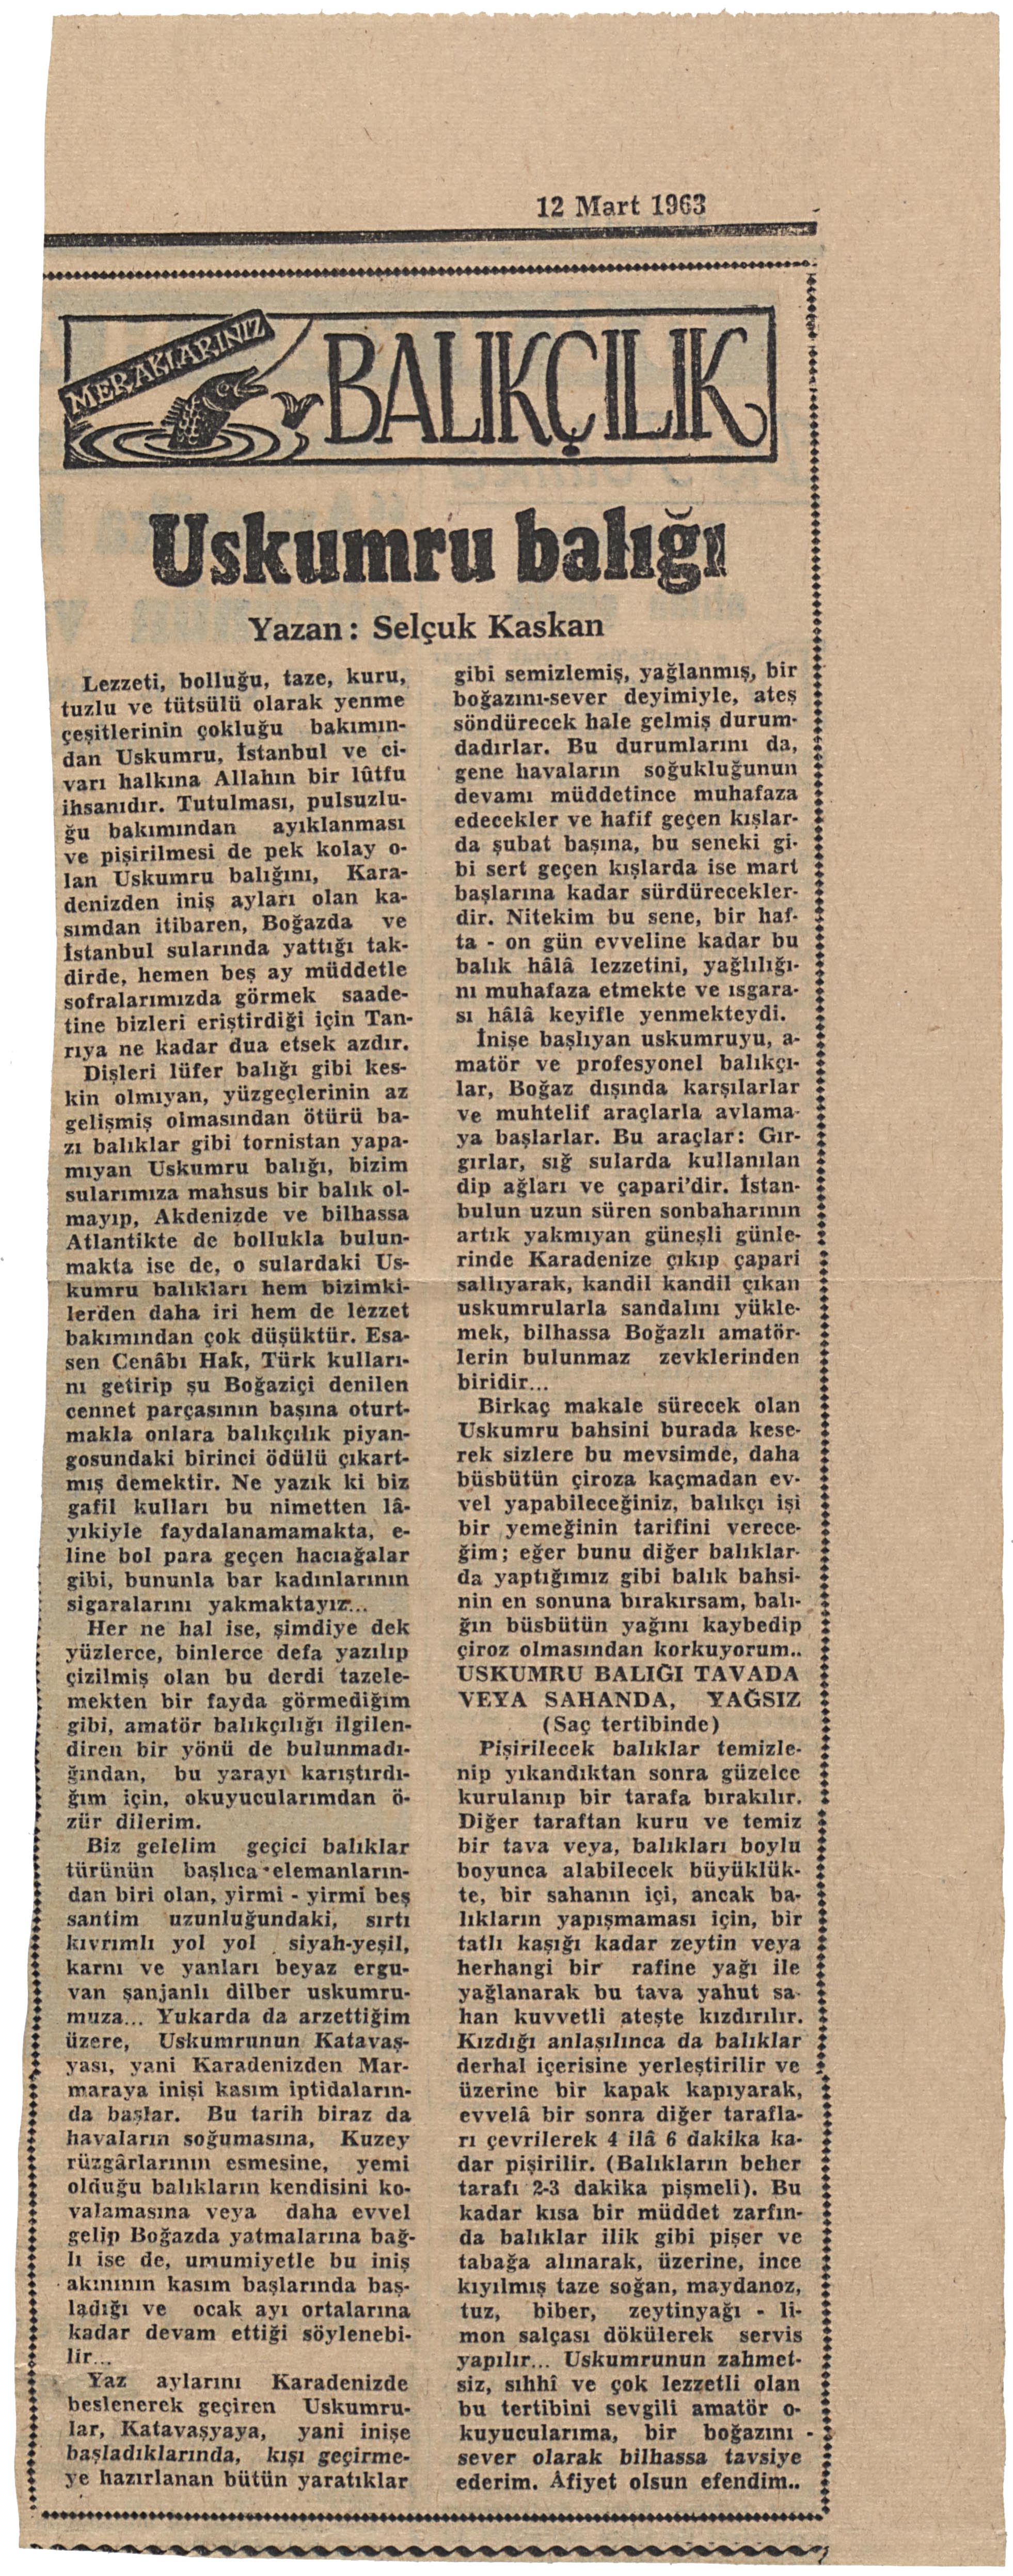 12 Mart 1963
MERAKLARINIZ
BALIKÇILIK
Uskumru balığı
Yazan: Selçuk Kaskan
Lezzeti, bolluğu, taze, kuru,
tuzlu ve tütsülü olarak yenme
çeşitlerinin çokluğu bakımın-
dan Uskumru, İstanbul ve ci-
varı halkına Allahın bir lûtfu
ihsanıdır. Tutulması, pulsuzlu-
ğu bakımından ayıklanması
ve pişirilmesi de pek kolay o-
lan Uskumru balığını, Kara-
denizden iniş ayları olan ka-
sımdan itibaren, Boğazda ve
İstanbul sularında yattığı tak-
dirde, hemen beş ay müddetle
sofralarımızda görmek saade-
tine bizleri eriştirdiği için Tan-
rıya ne kadar dua etsek azdır.
Dişleri lüfer balığı gibi kes-
kin olmıyan, yüzgeçlerinin az
gelişmiş olmasından ötürü ba-
zı balıklar gibi tornistan yapa-
mıyan Uskumru balığı, bizim
sularımıza mahsus bir balık ol-
mayıp, Akdenizde ve bilhassa
Atlantikte de bollukla bulun-
makta ise de, o sulardaki Us-
kumru balıkları hem bizimki-
lerden daha iri hem de lezzet
bakımından çok düşüktür. Esa-
sen Cenâbı Hak, Türk kulları-
nı getirip şu Boğaziçi denilen
cennet parçasının başına oturt-
makla onlara balıkçılık piyan-
gosundaki birinci ödülü çıkart-
mış demektir. Ne yazık ki biz
gafil kulları bu nimetten lâ-
yıkiyle faydalanamamakta, e-
line bol para geçen hacıağalar
gibi, bununla bar kadınlarının
sigaralarını yakmaktayız...
Her ne hal ise, şimdiye dek
yüzlerce, binlerce defa yazılıp
çizilmiş olan bu derdi tazele-
mekten bir fayda görmediğim
gibi, amatör balıkçılığı ilgilen-
diren bir yönü de bulunmadı-
ğından, bu yarayı karıştırdı-
ğım için, okuyucularımdan ö-
zür dilerim.
Biz gelelim geçici balıklar
türünün başlıca elemanların-
dan biri olan, yirmi - yirmi beş
santim uzunluğundaki, sırtı
kıvrımlı yol yol siyah-yeşil,
karnı ve yanları beyaz ergu-
van şanjanlı dilber uskumru-
muza... Yukarda da arzettiğim
üzere, Uskumrunun Katavaş-
yası, yani Karadenizden Mar-
maraya inişi kasım iptidaların-
da başlar. Bu tarih biraz da
havaların soğumasına, Kuzey
rüzgârlarının esmesine, yemi
olduğu balıkların kendisini ko-
valamasına veya daha evvel
gelip Boğazda yatmalarına bağ-
lı ise de, umumiyetle bu iniş
akınının kasım başlarında baş-
ladığı ve ocak ayı ortalarına
kadar devam ettiği söylenebi-
lir...
Yaz aylarını Karadenizde
beslenerek geçiren Uskumru-
lar, Katavaşyaya, yani inişe
başladıklarında, kışı geçirme-
ye hazırlanan bütün yaratıklar
gibi semizlemiş, yağlanmış, bir
boğazını-sever deyimiyle, ateş
söndürecek hale gelmiş durum-
dadırlar. Bu durumlarını da,
gene havaların soğukluğunun
devamı müddetince muhafaza
edecekler ve hafif geçen kışlar-
da şubat başına, bu seneki gi-
bi sert geçen kışlarda ise mart
başlarına kadar sürdürecekler-
dir. Nitekim bu sene, bir haf-
ta - on gün evveline kadar bu
balık hâlâ lezzetini, yağlılığı-
nı muhafaza etmekte ve ısgara-
sı hâlâ keyifle yenmekteydi.
İnişe başlıyan uskumruyu, a-
matör ve profesyonel balıkçı-
lar, Boğaz dışında karşılarlar
ve muhtelif araçlarla avlama-
ya başlarlar. Bu araçlar: Gır-
gırlar, sığ sularda kullanılan
dip ağları ve çapari'dir. İstan-
bulun uzun süren sonbaharının
artık yakmıyan güneşli günle-
rinde Karadenize çıkıp çapari
sallıyarak, kandil kandil çıkan
uskumrularla sandalını yükle-
mek, bilhassa Boğazlı amatör-
lerin bulunmaz zevklerinden
biridir...
Birkaç makale sürecek olan
Uskumru bahsini burada kese-
rek sizlere bu mevsimde, daha
büsbütün çiroza kaçmadan ev-
vel yapabileceğiniz, balıkçı işi
bir yemeğinin tarifini verece-
ğim; eğer bunu diğer balıklar-
da yaptığımız gibi balık bahsi-
nin en sonuna bırakırsam, balı-
ğın büsbütün yağını kaybedip
çiroz olmasından korkuyorum..
USKUMRU BALIĞI TAVADA
VEYA SAHANDA, YAĞSIZ
(Saç tertibinde)
Pişirilecek balıklar temizle-
nip yıkandıktan sonra güzelce
kurulanıp bir tarafa bırakılır.
Diğer taraftan kuru ve temiz
bir tava veya, balıkları boylu
boyunca alabilecek büyüklük-
te, bir sahanın içi, ancak ba-
lıkların yapışmaması için, bir
tatlı kaşığı kadar zeytin veya
herhangi bir rafine yağı ile
yağlanarak bu tava yahut sa-
han kuvvetli ateşte kızdırılır.
Kızdığı anlaşılınca da balıklar
derhal içerisine yerleştirilir ve
üzerine bir kapak kapıyarak,
evvelâ bir sonra diğer tarafla-
rı çevrilerek 4 ilâ 6 dakika ka-
dar pişirilir. (Balıkların beher
tarafı 2-3 dakika pişmeli). Bu
kadar kısa bir müddet zarfın-
da balıklar ilik gibi pişer ve
tabağa alınarak, üzerine, ince
kıyılmış taze soğan, maydanoz,
tuz, biber, zeytinyağı - li-
mon salçası dökülerek servis
yapılır... Uskumrunun zahmet-
siz, sıhhî ve çok lezzetli olan
bu tertibini sevgili amatör o-
kuyucularıma, bir boğazını -
sever olarak bilhassa tavsiye
ederim. Âfiyet olsun efendim..